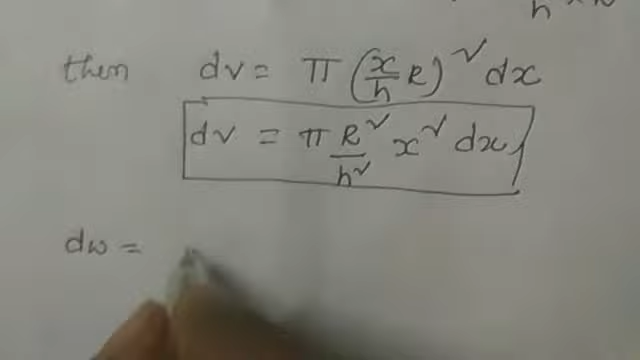 then dv = π (x/h R)² dx
dv = π R²/h² x² dx
dw =